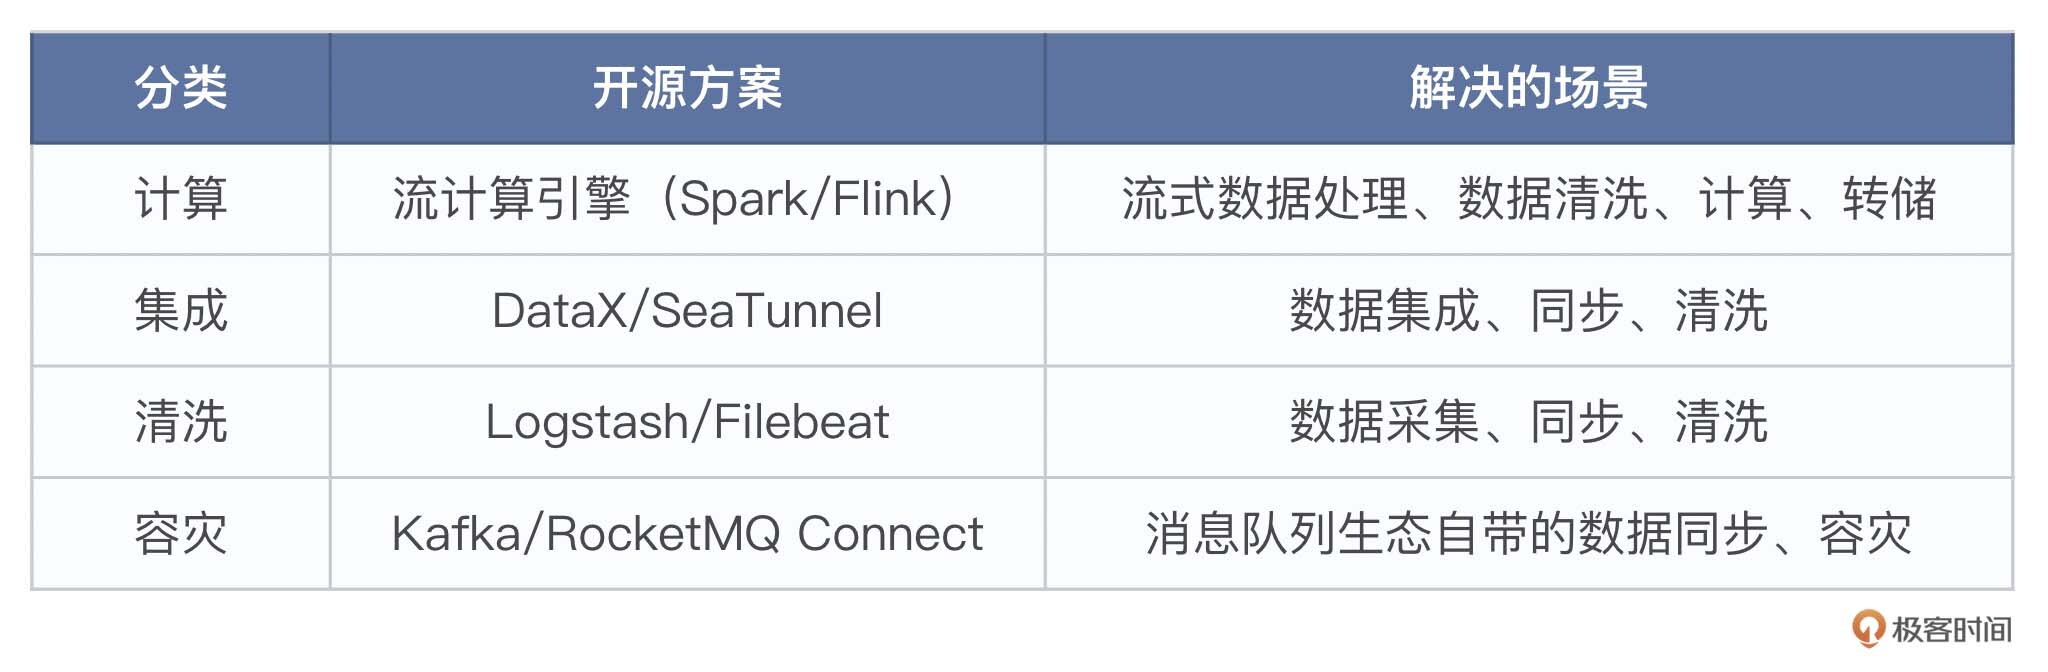 分类 开源方案 解决的场景
计算 流计算引擎（Spark/Flink） 流式数据处理、数据清洗、计算、转储
集成 DataX/SeaTunnel 数据集成、同步、清洗
清洗 Logstash/Filebeat 数据采集、同步、清洗
容灾 Kafka/RocketMQ Connect 消息队列生态自带的数据同步、容灾
极客时间